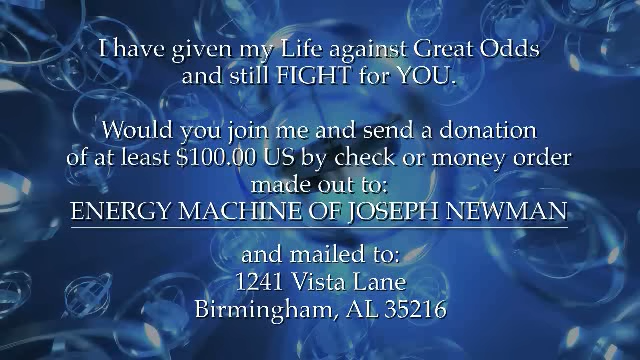 I have given my Life against Great Odds
and still FIGHT for YOU.
Would you join me and send a donation
of at least $100.00 US by check or money order
made out to:
ENERGY MACHINE OF JOSEPH NEWMAN
and mailed to:
1241 Vista Lane
Birmingham, AL 35216